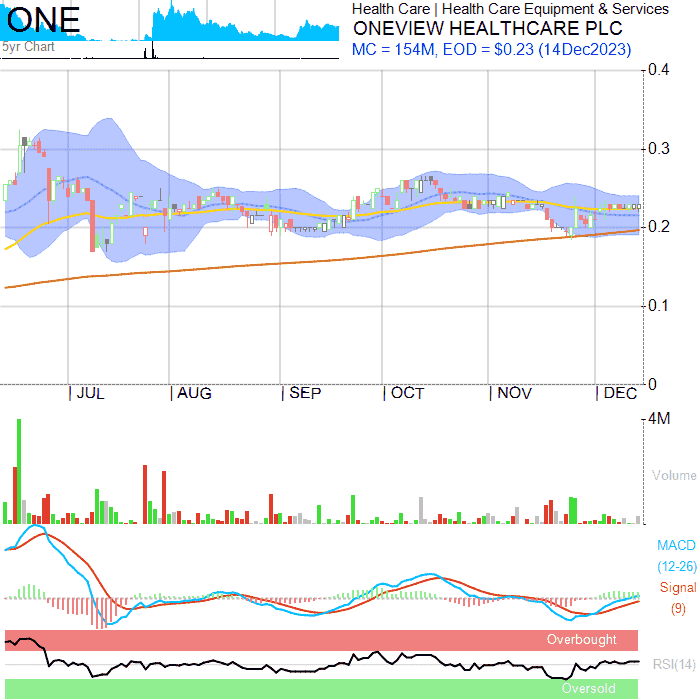 ONE
5yr Chart
Health Care | Health Care Equipment & Services
ONEVIEW HEALTHCARE PLC
MC = 154M, EOD = $0.23 (14Dec2023)
0.4
0.3
0.2
0.1
0
| JUL | AUG | SEP | OCT | NOV | DEC
4M
Volume
MACD
(12-26)
Signal
(9)
Overbought
RSI(14)
Oversold